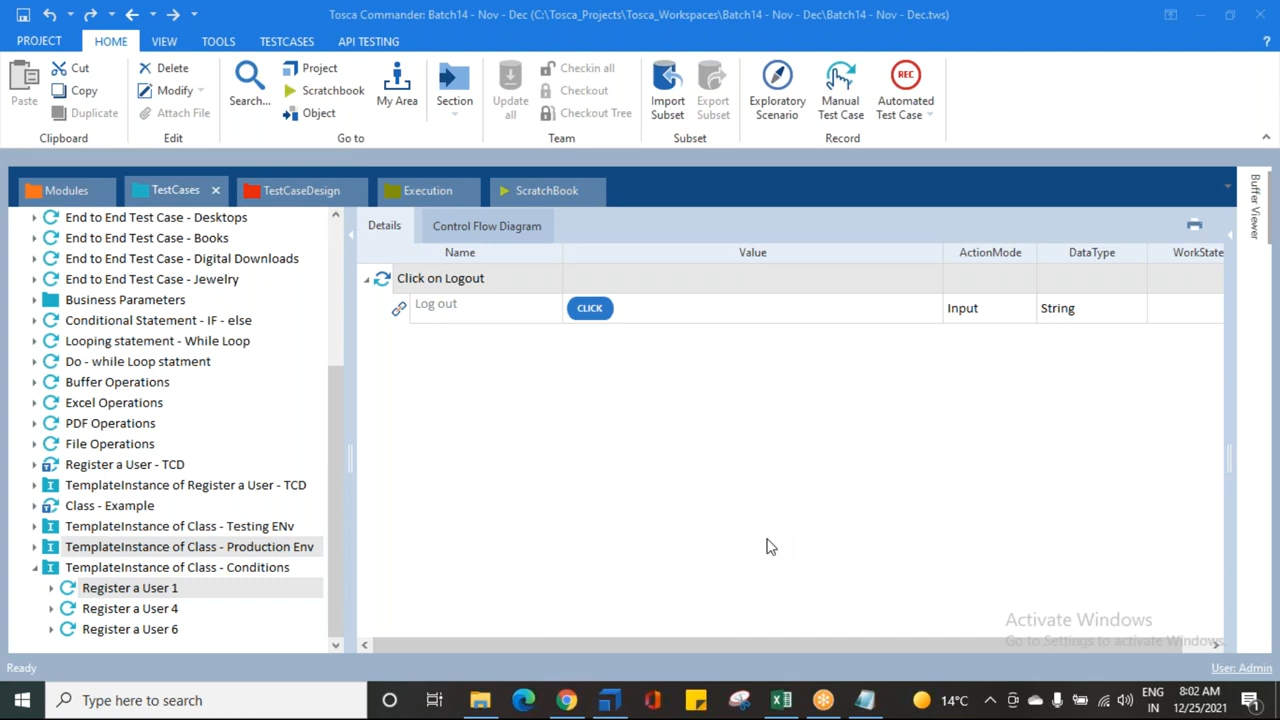 Tosca Commander: Batch14 - Nov - Dec (C:\Tosca_Projects\Tosca_Workspaces\Batch14 - Nov - Dec\Batch14 - Nov - Dec.tws)
PROJECT HOME VIEW TOOLS TESTCASES API TESTING ?
Paste Cut Copy Duplicate Clipboard
Delete Modify Attach File Edit
Search... Project Scratchbook Object My Area Section Go to
Update all Checkin all Checkout Checkout Tree Team
Import Subset Export Subset Subset
Exploratory Scenario Manual Test Case REC Automated Test Case Record
Modules TestCases TestCaseDesign Execution ScratchBook
Buffer Viewer
End to End Test Case - Desktops
End to End Test Case - Books
End to End Test Case - Digital Downloads
End to End Test Case - Jewelry
Business Parameters
Conditional Statement - IF - else
Looping statement - While Loop
Do - while Loop statment
Buffer Operations
Excel Operations
PDF Operations
File Operations
T Register a User - TCD
I TemplateInstance of Register a User - TCD
T Class - Example
I TemplateInstance of Class - Testing ENv
I TemplateInstance of Class - Production Env
I TemplateInstance of Class - Conditions
Register a User 1
Register a User 4
Register a User 6
Details Control Flow Diagram
Name Value ActionMode DataType WorkState
Click on Logout
Log out CLICK Input String
Activate Windows
Go to Settings to activate Windows.
Ready User: Admin
Type here to search 14°C ENG IN 8:02 AM 12/25/2021 1